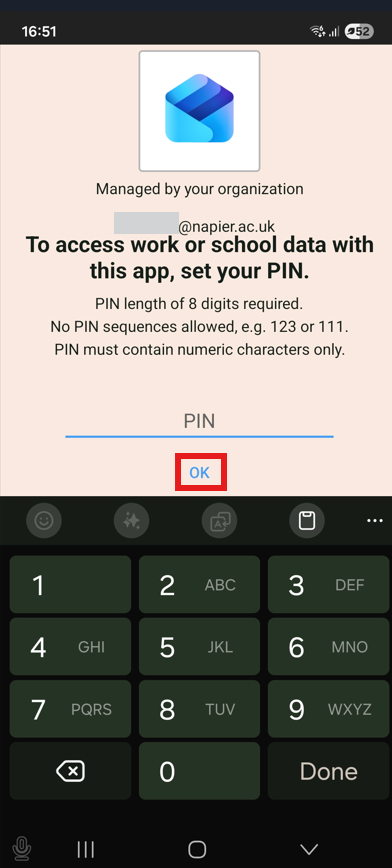 16:51
52
Managed by your organization
@napier.ac.uk
To access work or school data with
this app, set your PIN.
PIN length of 8 digits required.
No PIN sequences allowed, e.g. 123 or 111.
PIN must contain numeric characters only.
PIN
OK
A
1
2 ABC
3 DEF
4 GHI
5 JKL
6 MNO
7 PQRS
8 TUV
9 WXYZ
0
Done